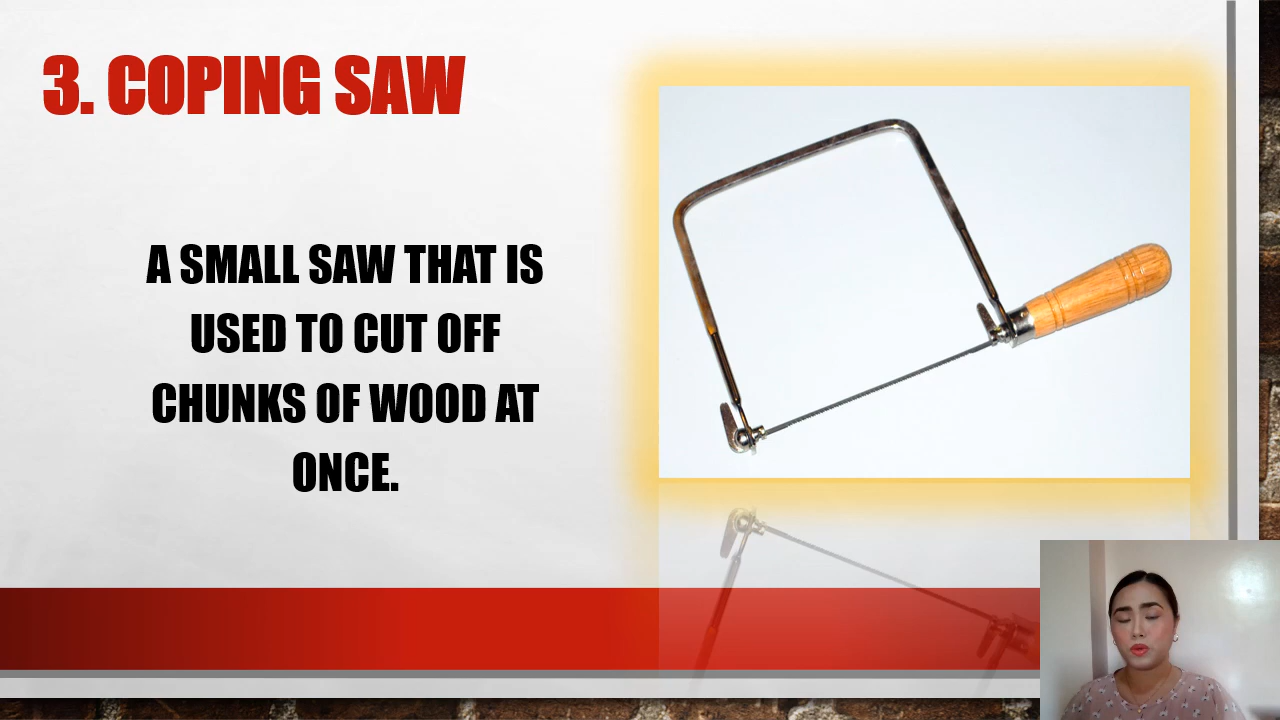 3. COPING SAW
A SMALL SAW THAT IS
USED TO CUT OFF
CHUNKS OF WOOD AT
ONCE.